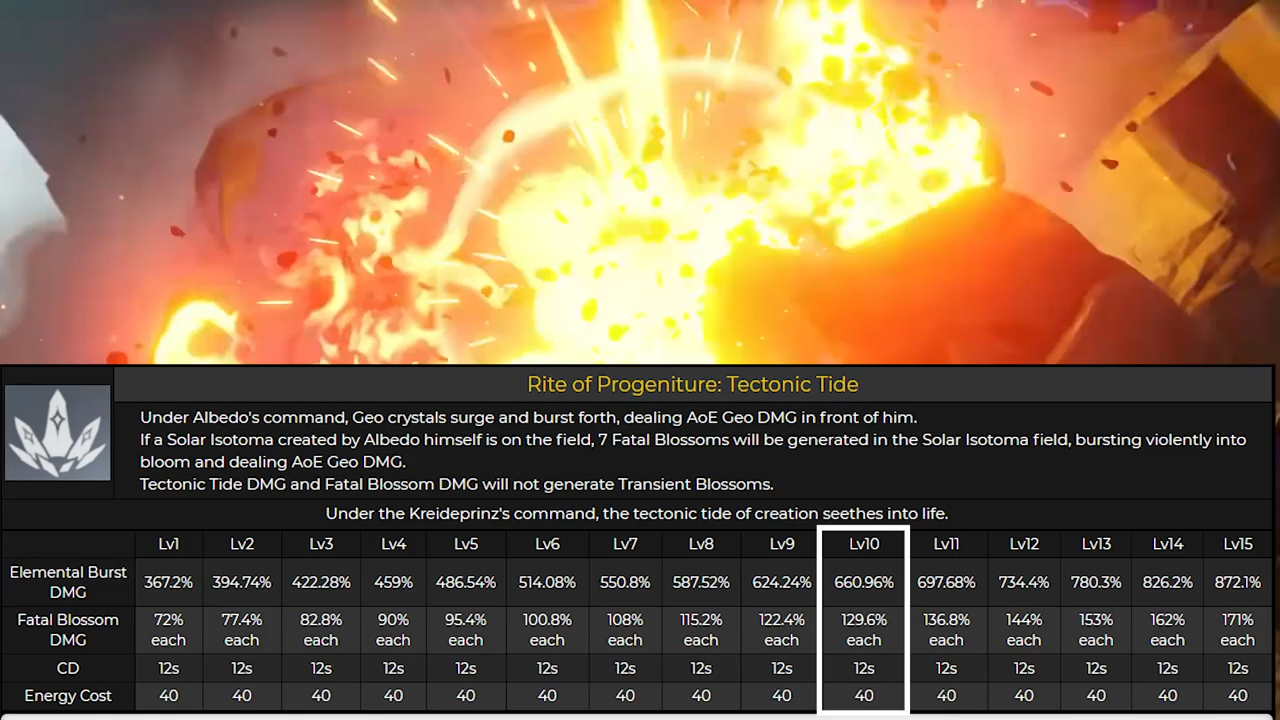 Rite of Progeniture: Tectonic Tide
Under Albedo's command, Geo crystals surge and burst forth, dealing AoE Geo DMG in front of him.
If a Solar Isotoma created by Albedo himself is on the field, 7 Fatal Blossoms will be generated in the Solar Isotoma field, bursting violently into
bloom and dealing AoE Geo DMG.
Tectonic Tide DMG and Fatal Blossom DMG will not generate Transient Blossoms.
Under the Kreideprinz's command, the tectonic tide of creation seethes into life.
Lv1 Lv2 Lv3 Lv4 Lv5 Lv6 Lv7 Lv8 Lv9 Lv10 Lv11 Lv12 Lv13 Lv14 Lv15
Elemental Burst
DMG
367.2% 394.74% 422.28% 459% 486.54% 514.08% 550.8% 587.52% 624.24% 660.96% 697.68% 734.4% 780.3% 826.2% 872.1%
Fatal Blossom
DMG
72% 77.4% 82.8% 90% 95.4% 100.8% 108% 115.2% 122.4% 129.6% 136.8% 144% 153% 162% 171%
each each each each each each each each each each each each each each each
CD 12s 12s 12s 12s 12s 12s 12s 12s 12s 12s 12s 12s 12s 12s 12s
Energy Cost 40 40 40 40 40 40 40 40 40 40 40 40 40 40 40